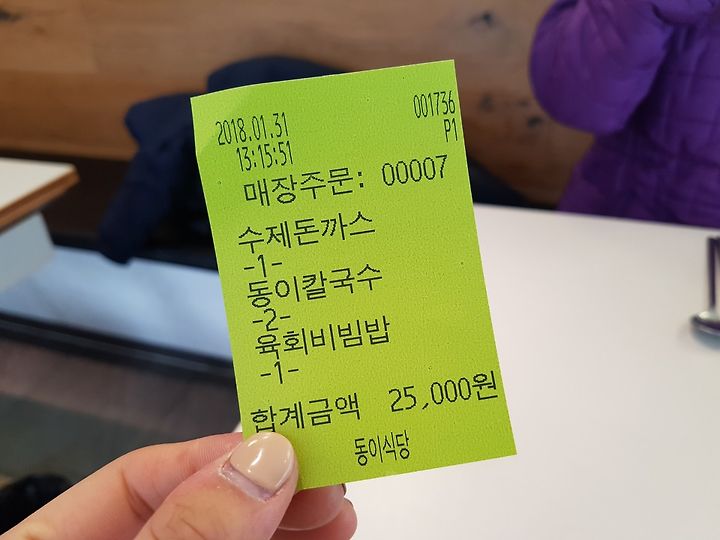 2018.01.31 001736
13:15:51 P1
매장주문: 00007
수제돈까스
-1-
동이칼국수
-2-
육회비빔밥
-1-
합계금액 25,000원
동이식당